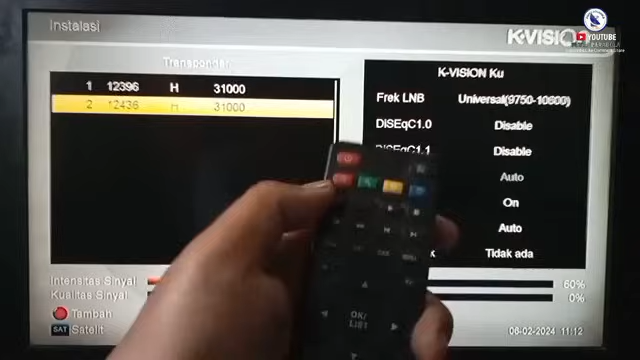 Instalasi
K-VISION
YOUTUBE
Transponder
K-VISION Ku
1 12396 H 31000
2 12436 H 31000
Frek LNB Universal(9750-10600)
DiSEqC1.0 Disable
DiSEqC1.1 Disable
Auto
On
Auto
Tidak ada
Intensitas Sinyal 60%
Kualitas Sinyal 0%
Tambah
SAT Satelit
06-02-2024 11:12
OK/
LIST